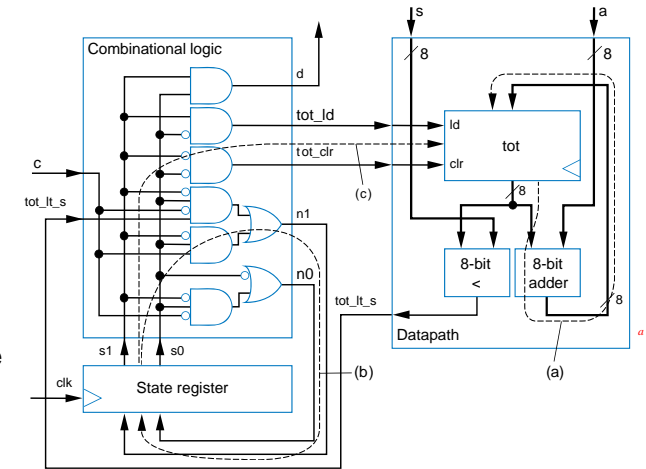 s
a
Combinational logic
8
8
d
tot_ld
ld
tot
c
tot_clr
clr
(c)
tot_lt_s
8
n1
8-bit
<
8-bit
adder
n0
tot_lt_s
8
Datapath
a
s1
s0
(b)
(a)
clk
State register
e